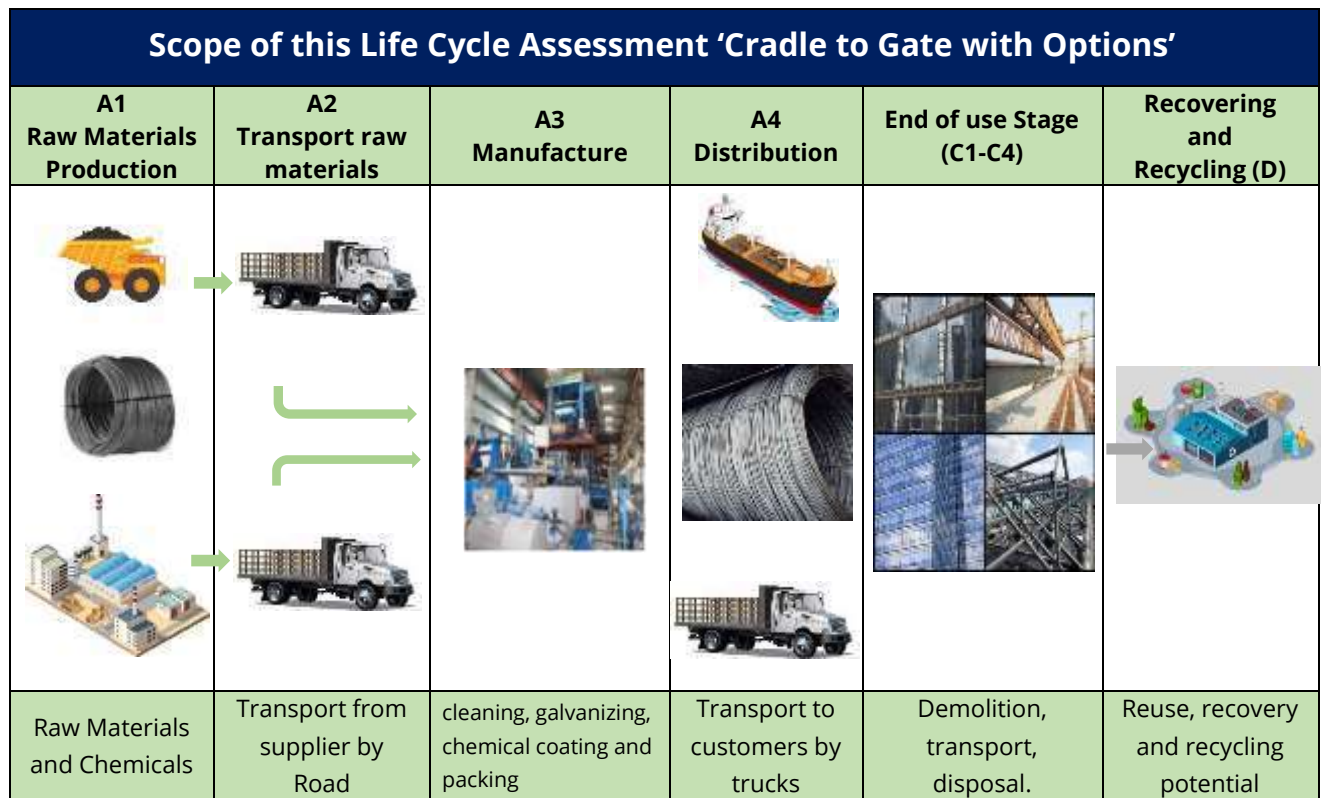 Scope of this Life Cycle Assessment ‘Cradle to Gate with Options’
A1
Raw Materials
Production
A2
Transport raw
materials
A3
Manufacture
A4
Distribution
End of use Stage
(C1-C4)
Recovering
and
Recycling (D)
Raw Materials
and Chemicals
Transport from
supplier by
Road
cleaning, galvanizing,
chemical coating and
packing
Transport to
customers by
trucks
Demolition,
transport,
disposal.
Reuse, recovery
and recycling
potential